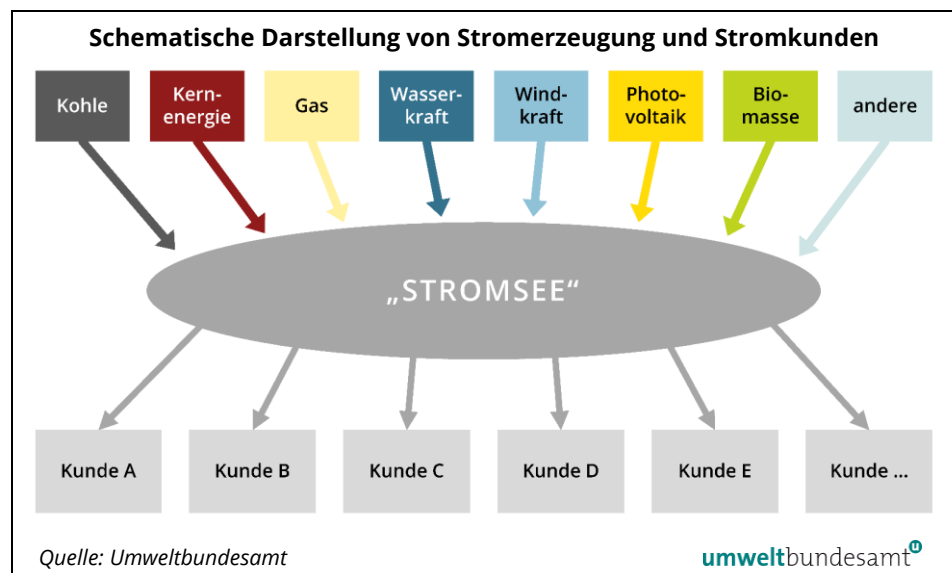 Schematische Darstellung von Stromerzeugung und Stromkunden
Kohle
Kern-
energie
Gas
Wasser-
kraft
Wind-
kraft
Photo-
voltaik
Bio-
masse
andere
„STROMSEE“
Kunde A
Kunde B
Kunde C
Kunde D
Kunde E
Kunde ...
Quelle: Umweltbundesamt
umweltbundesamt
u